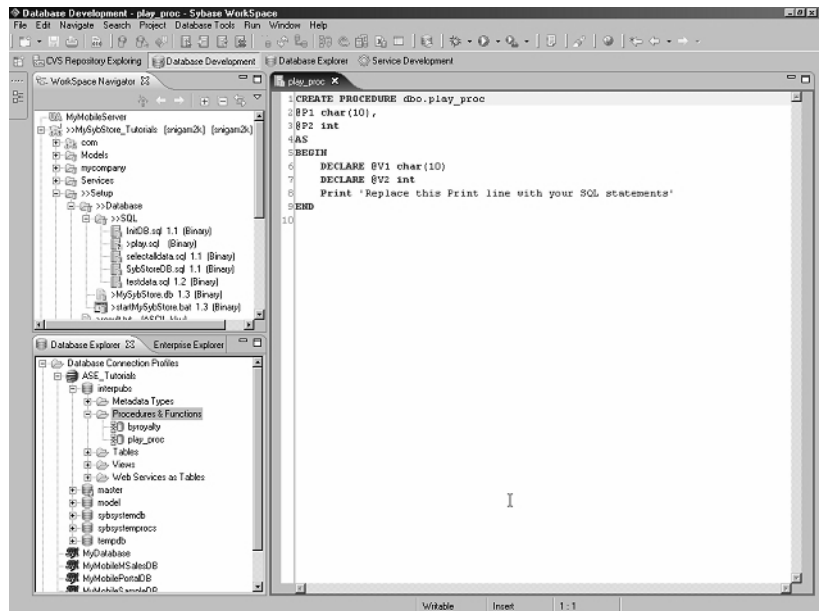 Database Development - play_proc - Sybase WorkSpace
File Edit Navigate Search Project Database Tools Run Window Help
CVS Repository Exploring Database Development Database Explorer Service Development
WorkSpace Navigator
MyMobileServer
>>MySybStore_Tutorials (snigam2k) (snigam2k)
com
Models
mycompany
Services
>>Setup
>>Database
>>SQL
InitDB.sql 1.1 (Binary)
>play.sql (Binary)
selectalldata.sql 1.1 (Binary)
SybStoreDB.sql 1.1 (Binary)
testdata.sql 1.2 (Binary)
>MySybStore.db 1.3 (Binary)
>startMySybStore.bat 1.3 (Binary)
Database Explorer Enterprise Explorer
Database Connection Profiles
ASE_Tutorials
interpubs
Metadata Types
Procedures & Functions
byroyalty
play_proc
Tables
Views
Web Services as Tables
master
model
sybsystemdb
sybsystemprocs
tempdb
MyDatabase
MyMobileMSalesDB
MyMobilePortalDB
MyMobileSampleDB
play_proc
1 CREATE PROCEDURE dbo.play_proc
2 @P1 char(10),
3 @P2 int
4 AS
5 BEGIN
6 DECLARE @V1 char(10)
7 DECLARE @V2 int
8 Print 'Replace this Print line with your SQL statements'
9 END
10
Writable Insert 1 : 1